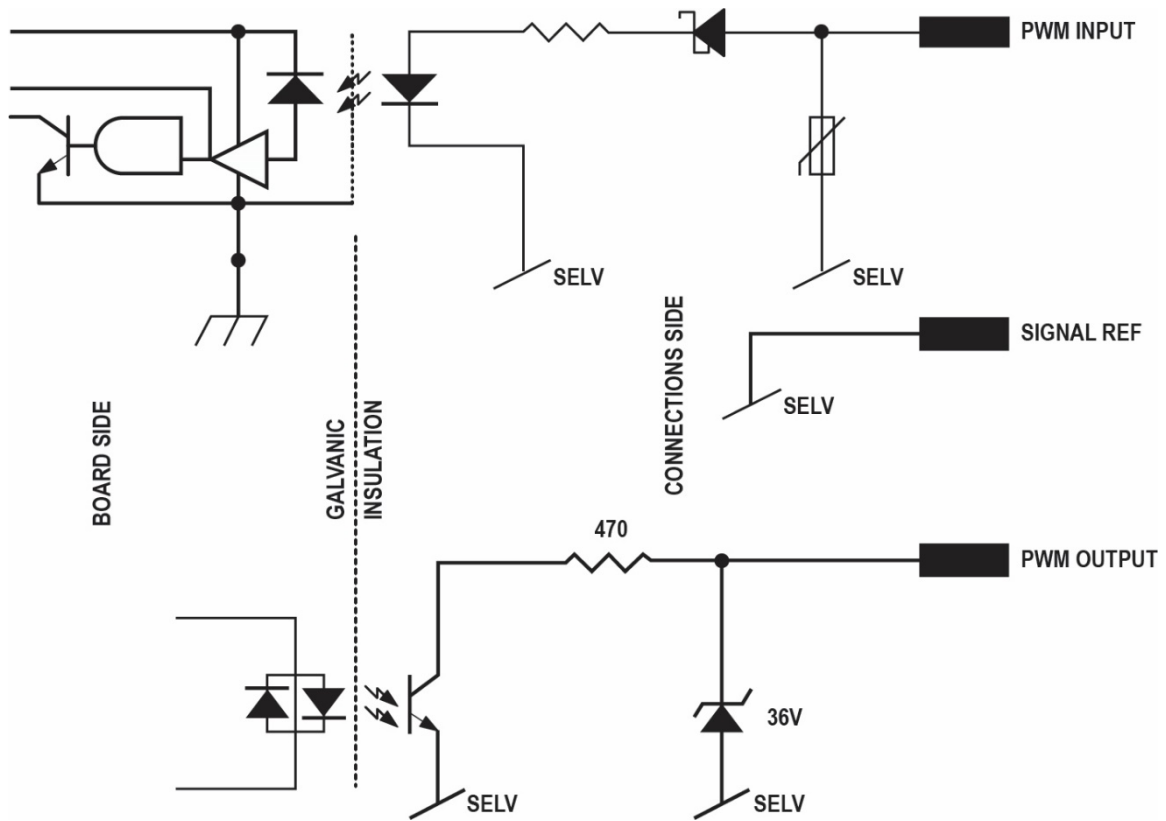 PWM INPUT
SELV
SELV
SIGNAL REF
SELV
BOARD SIDE
GALVANIC
INSULATION
CONNECTIONS SIDE
470
PWM OUTPUT
36V
SELV
SELV